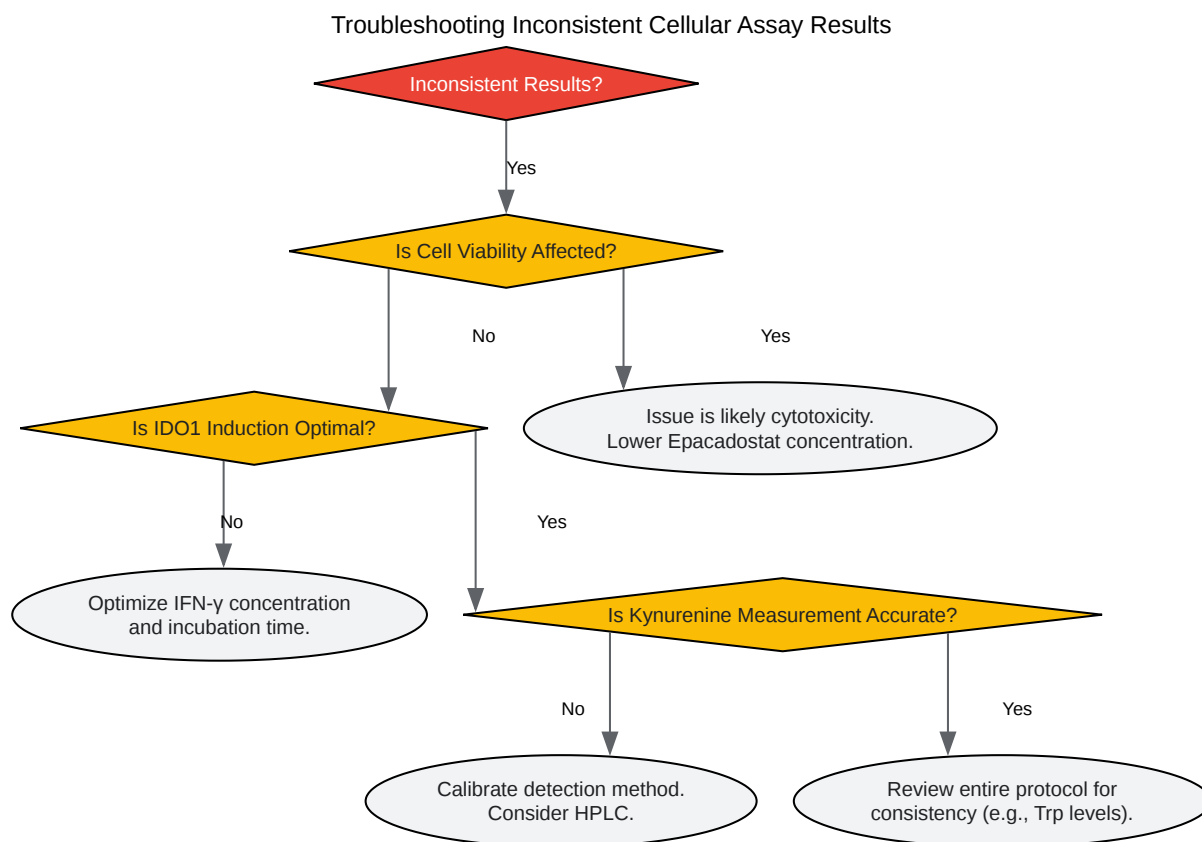 Troubleshooting Inconsistent Cellular Assay Results
Inconsistent Results?
Yes
Is Cell Viability Affected?
No
Yes
Is IDO1 Induction Optimal?
Issue is likely cytotoxicity.
Lower Epacadostat concentration.
No
Yes
Optimize IFN-γ concentration
and incubation time.
Is Kynurenine Measurement Accurate?
No
Yes
Calibrate detection method.
Consider HPLC.
Review entire protocol for
consistency (e.g., Trp levels).